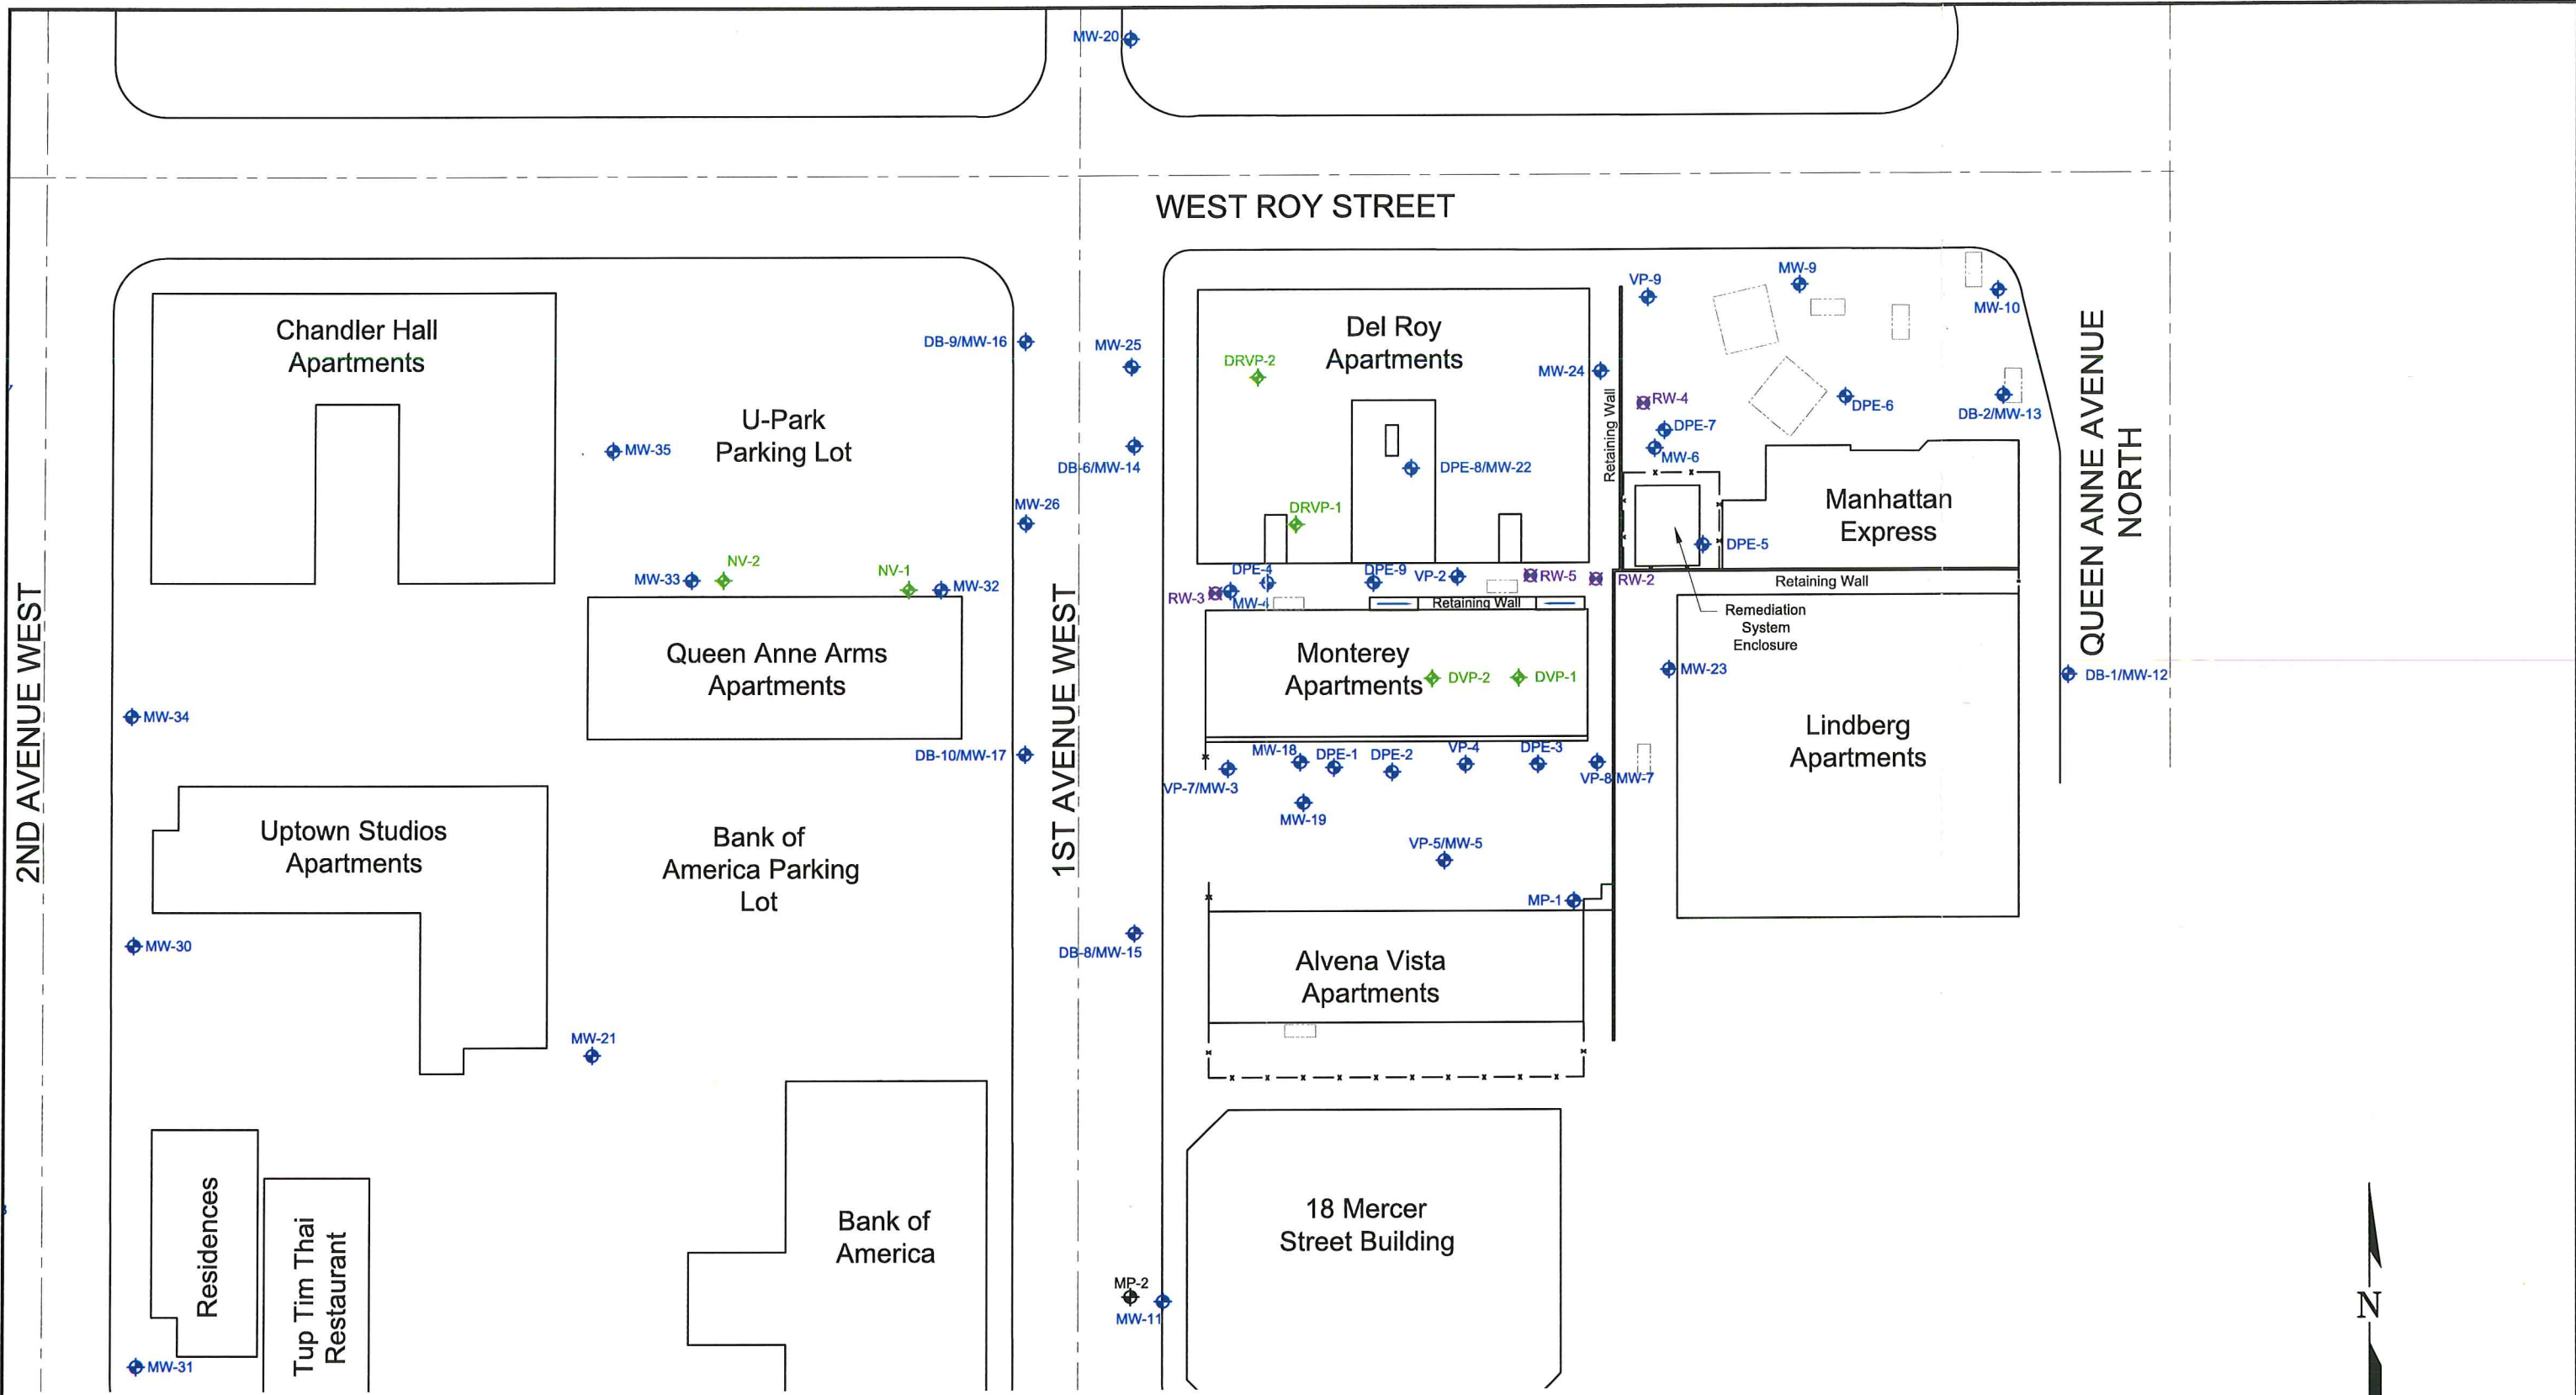 MW-20
WEST ROY STREET
VP-9
MW-9
MW-10
Chandler Hall
Apartments
DB-9/MW-16
MW-25
Del Roy
Apartments
DRVP-2
MW-24
RW-4
DPE-6
DB-2/MW-13
U-Park
Parking Lot
MW-35
DB-6/MW-14
DPE-8/MW-22
Retaining Wall
DPE-7
MW-6
QUEEN ANNE AVENUE
NORTH
MW-26
DRVP-1
Manhattan
Express
DPE-5
NV-2
NV-1
MW-33
MW-32
DPE-4
DPE-9
VP-2
RW-5
RW-2
Retaining Wall
RW-3
MW-4
Retaining Wall
Remediation
System
Enclosure
2ND AVENUE WEST
1ST AVENUE WEST
Queen Anne Arms
Apartments
Monterey
Apartments
DVP-2
DVP-1
MW-23
DB-1/MW-12
MW-34
Lindberg
Apartments
DB-10/MW-17
MW-18
DPE-1
DPE-2
VP-4
DPE-3
VP-8/MW-7
VP-7/MW-3
MW-19
Uptown Studios
Apartments
Bank of
America Parking
Lot
VP-5/MW-5
MP-1
MW-30
DB-8/MW-15
Alvena Vista
Apartments
MW-21
Residences
Tup Tim Thai
Restaurant
Bank of
America
18 Mercer
Street Building
MP-2
MW-11
N
MW-31